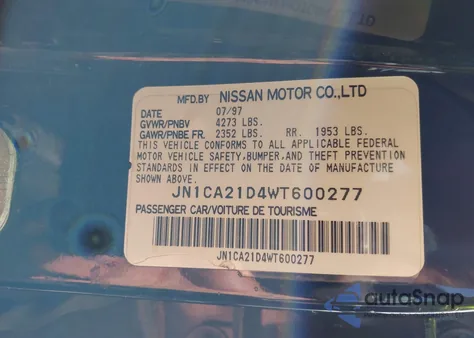 MFD.BY NISSAN MOTOR CO.,LTD
DATE 07/97
GVWR/PNBV 4273 LBS.
GAWR/PNBE FR. 2352 LBS. RR. 1953 LBS.
THIS VEHICLE CONFORMS TO ALL APPLICABLE FEDERAL
MOTOR VEHICLE SAFETY,BUMPER,AND THEFT PREVENTION
STANDARDS IN EFFECT ON THE DATE OF MANUFACTURE
SHOWN ABOVE.
JN1CA21D4WT600277
PASSENGER CAR/VOITURE DE TOURISME
JN1CA21D4WT600277
autoSnap